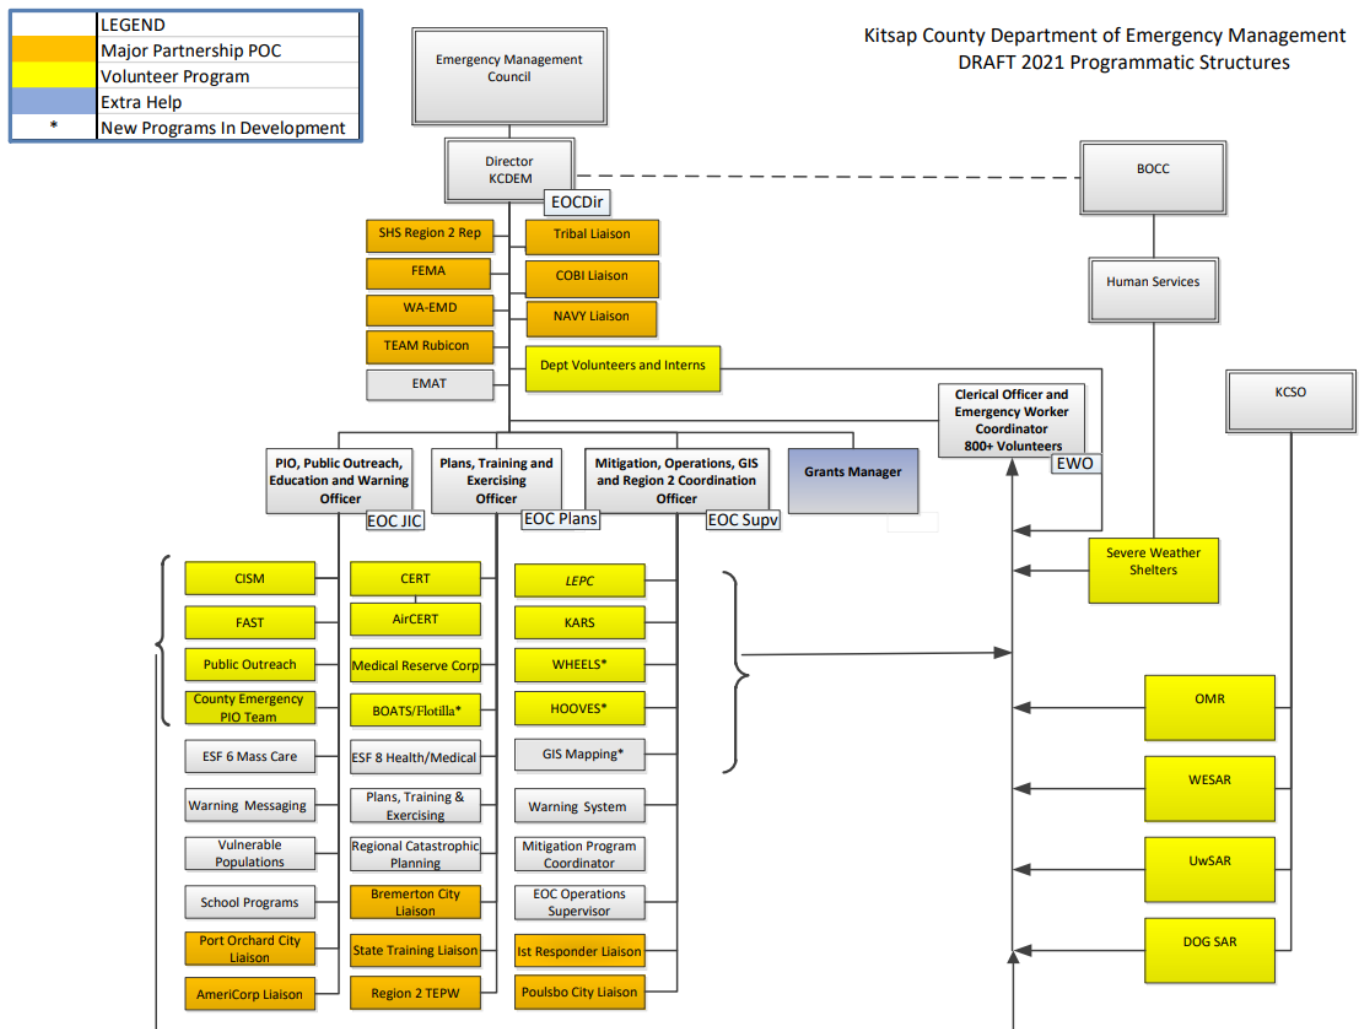 LEGEND
Major Partnership POC
Volunteer Program
Extra Help
* New Programs In Development
Kitsap County Department of Emergency Management
DRAFT 2021 Programmatic Structures
Emergency Management
Council
Director
KCDEM
EOCDir
BOCC
SHS Region 2 Rep
Tribal Liaison
FEMA
COBI Liaison
WA-EMD
NAVY Liaison
TEAM Rubicon
Dept Volunteers and Interns
EMAT
Human Services
KCSO
Clerical Officer and
Emergency Worker
Coordinator
800+ Volunteers
EWO
PIO, Public Outreach,
Education and Warning
Officer
EOC JIC
Plans, Training and
Exercising
Officer
EOC Plans
Mitigation, Operations, GIS
and Region 2 Coordination
Officer
EOC Supv
Grants Manager
Severe Weather
Shelters
CISM
FAST
Public Outreach
County Emergency
PIO Team
ESF 6 Mass Care
Warning Messaging
Vulnerable
Populations
School Programs
Port Orchard City
Liaison
AmeriCorp Liaison
CERT
AirCERT
Medical Reserve Corp
BOATS/Flotilla*
ESF 8 Health/Medical
Plans, Training &
Exercising
Regional Catastrophic
Planning
Bremerton City
Liaison
State Training Liaison
Region 2 TEPW
LEPC
KARS
WHEELS*
HOOVES*
GIS Mapping*
Warning System
Mitigation Program
Coordinator
EOC Operations
Supervisor
Ist Responder Liaison
Poulsbo City Liaison
OMR
WESAR
UwSAR
DOG SAR